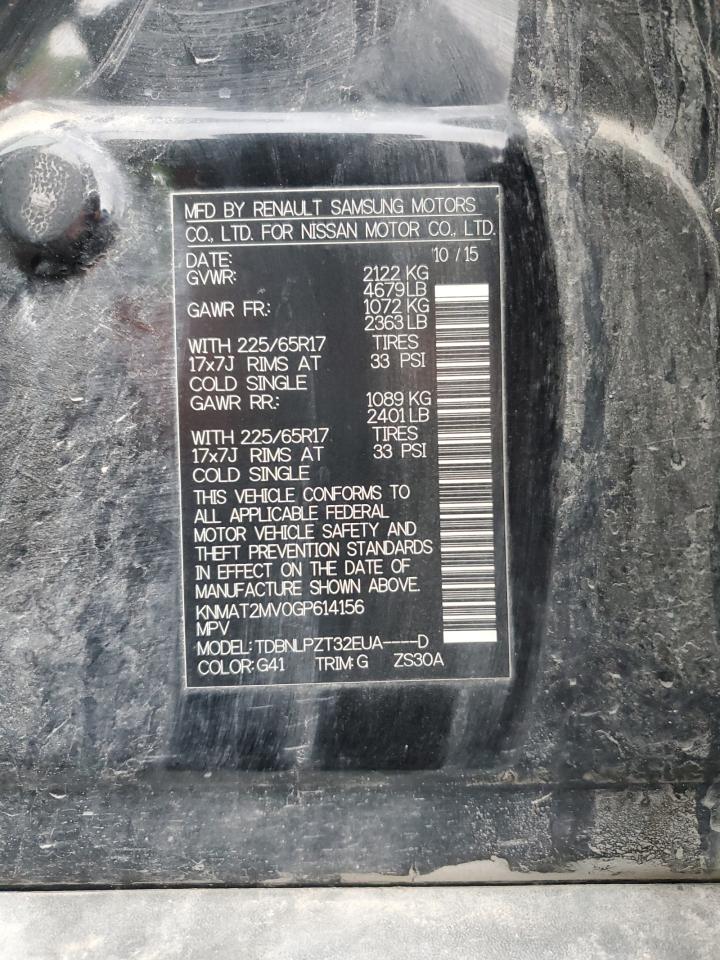 MFD BY RENAULT SAMSUNG MOTORS
CO., LTD. FOR NISSAN MOTOR CO., LTD.
DATE: 10 / 15
GVWR: 2122 KG
4679 LB
GAWR FR: 1072 KG
2363 LB
WITH 225/65R17 TIRES
17x7J RIMS AT 33 PSI
COLD SINGLE
GAWR RR: 1089 KG
2401 LB
WITH 225/65R17 TIRES
17x7J RIMS AT 33 PSI
COLD SINGLE
THIS VEHICLE CONFORMS TO
ALL APPLICABLE FEDERAL
MOTOR VEHICLE SAFETY AND
THEFT PREVENTION STANDARDS
IN EFFECT ON THE DATE OF
MANUFACTURE SHOWN ABOVE.
KNMAT2MV0GP614156
MPV
MODEL: TDBNLPZT32EUA----D
COLOR: G41 TRIM: G ZS30A